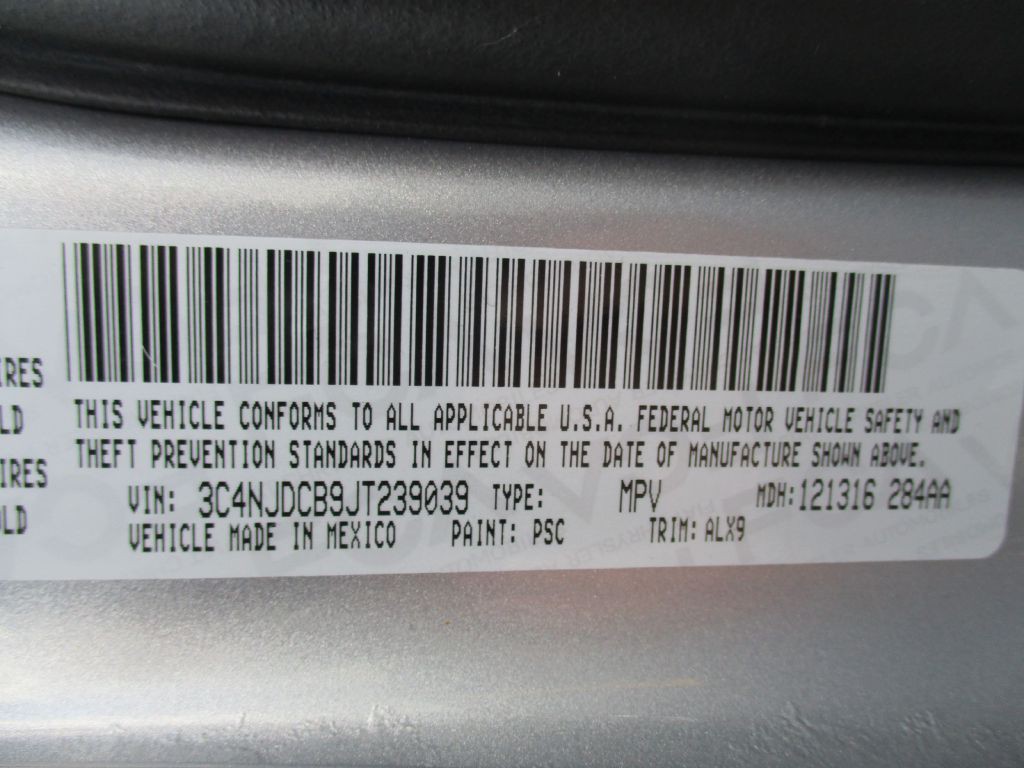 IRES
LD
IRES
OLD
THIS VEHICLE CONFORMS TO ALL APPLICABLE U.S.A. FEDERAL MOTOR VEHICLE SAFETY AND
THEFT PREVENTION STANDARDS IN EFFECT ON THE DATE OF MANUFACTURE SHOWN ABOVE.
VIN: 3C4NJDCB9JT239039 TYPE: MPV MDH:121316 284AA
VEHICLE MADE IN MEXICO PAINT: PSC TRIM: ALX9